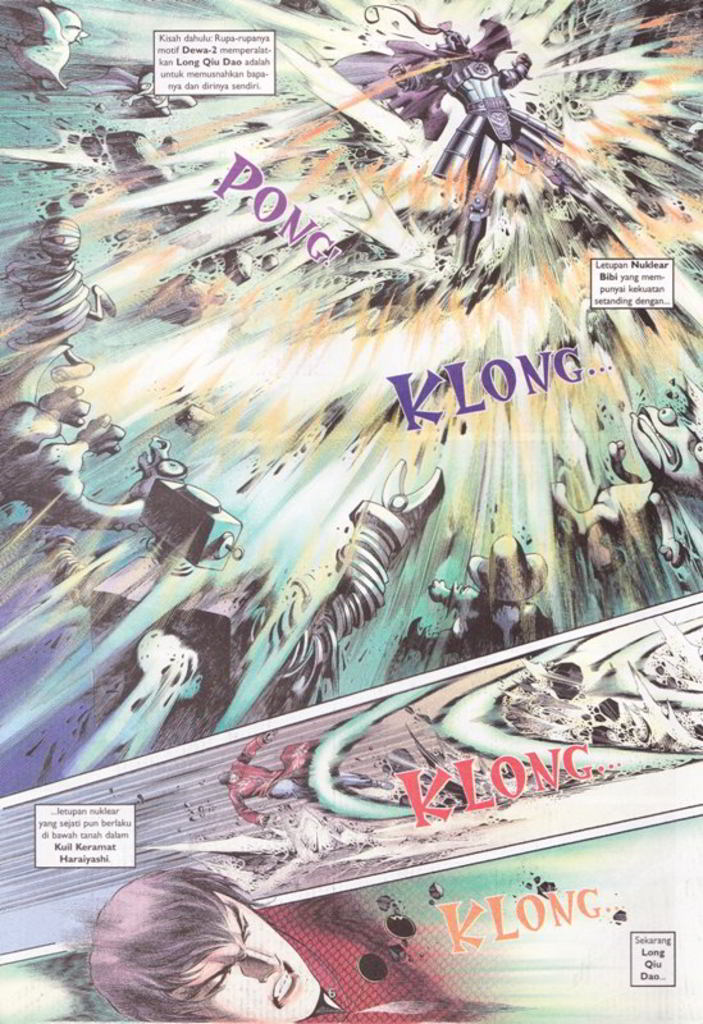 Kisah dahulu: Rupa-rupanya
motif Dewa-2 memperalat-
kan Long Qiu Dao adalah
untuk memusnahkan bapa-
nya dan dirinya sendiri.
PONG!
Letupan Nuklear
Bibi yang mem-
punyai kekuatan
setanding dengan...
KLONG...
KLONG...
...letupan nuklear
yang sejati pun berlaku
di bawah tanah dalam
Kuil Keramat
Haraiyashi.
KLONG...
Sekarang
Long
Qiu
Dao...
6